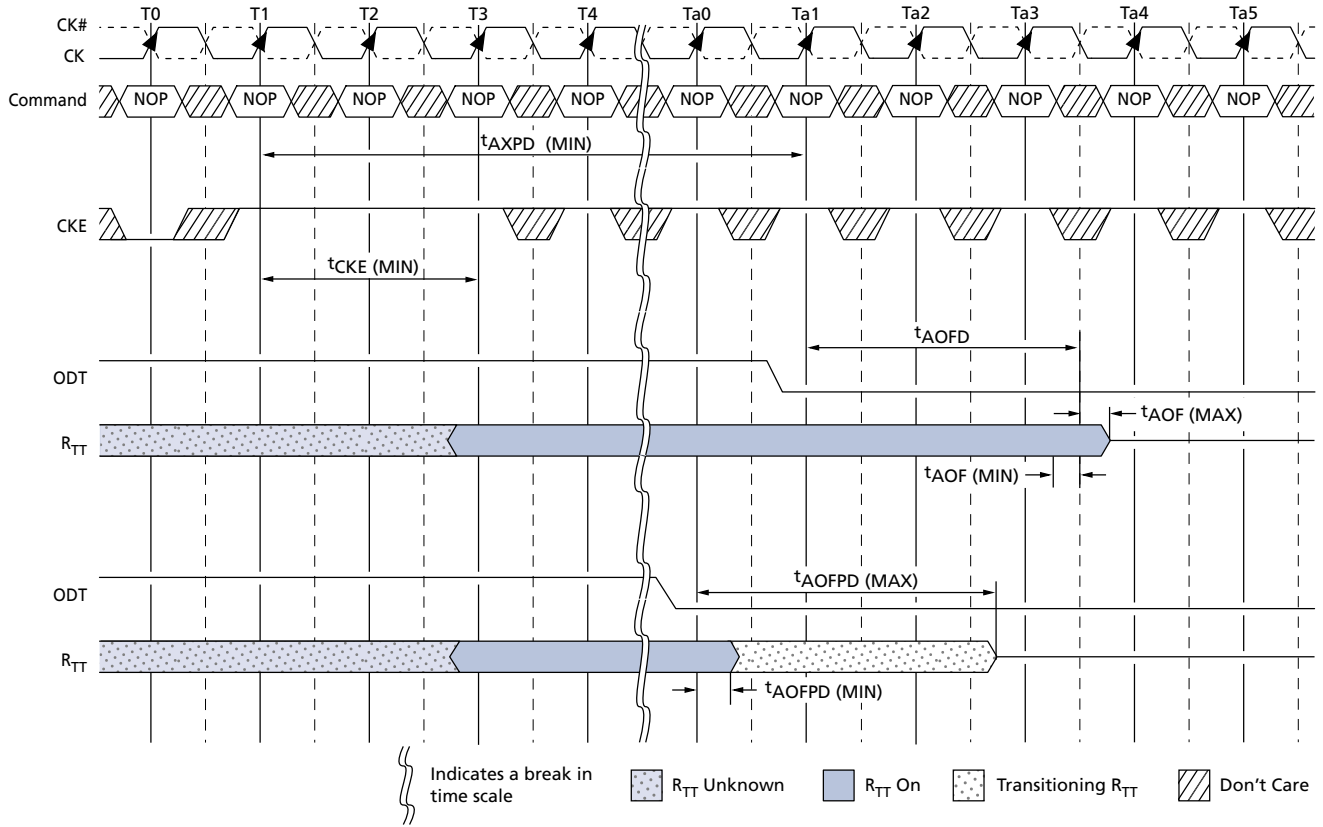 T0 T1 T2 T3 T4 Ta0 Ta1 Ta2 Ta3 Ta4 Ta5
CK#
CK
Command NOP NOP NOP NOP NOP NOP NOP NOP NOP NOP NOP
tAXPD (MIN)
CKE
tCKE (MIN)
tAOFD
ODT
tAOF (MAX)
RTT
tAOF (MIN)
tAOFPD (MAX)
ODT
RTT
tAOFPD (MIN)
Indicates a break in
time scale
RTT Unknown
RTT On
Transitioning RTT
Don't Care